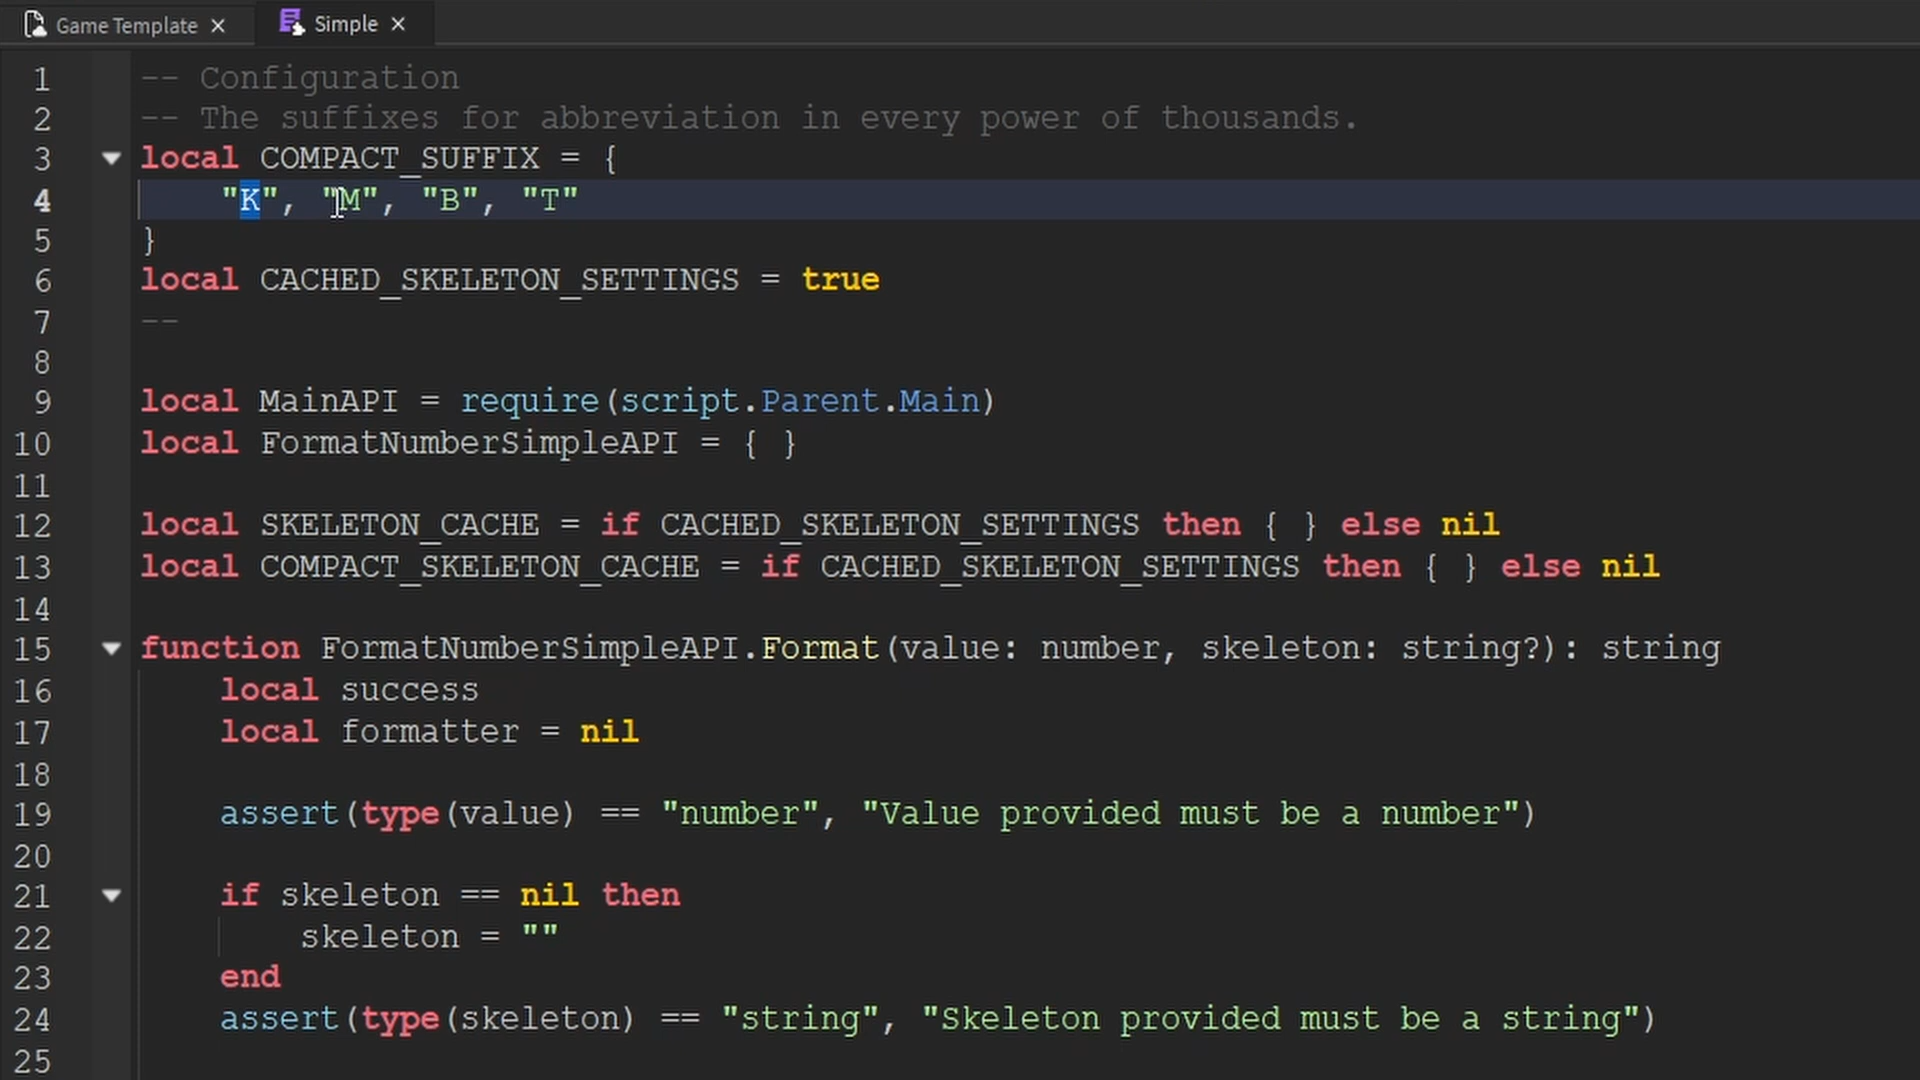 Game Template
Simple
1 -- Configuration
2 -- The suffixes for abbreviation in every power of thousands.
3 local COMPACT_SUFFIX = {
4 "K", "M", "B", "T"
5 }
6 local CACHED_SKELETON_SETTINGS = true
7 --
8
9 local MainAPI = require(script.Parent.Main)
10 local FormatNumberSimpleAPI = { }
11
12 local SKELETON_CACHE = if CACHED_SKELETON_SETTINGS then { } else nil
13 local COMPACT_SKELETON_CACHE = if CACHED_SKELETON_SETTINGS then { } else nil
14
15 function FormatNumberSimpleAPI.Format(value: number, skeleton: string?): string
16 local success
17 local formatter = nil
18
19 assert(type(value) == "number", "Value provided must be a number")
20
21 if skeleton == nil then
22 skeleton = ""
23 end
24 assert(type(skeleton) == "string", "Skeleton provided must be a string")
25